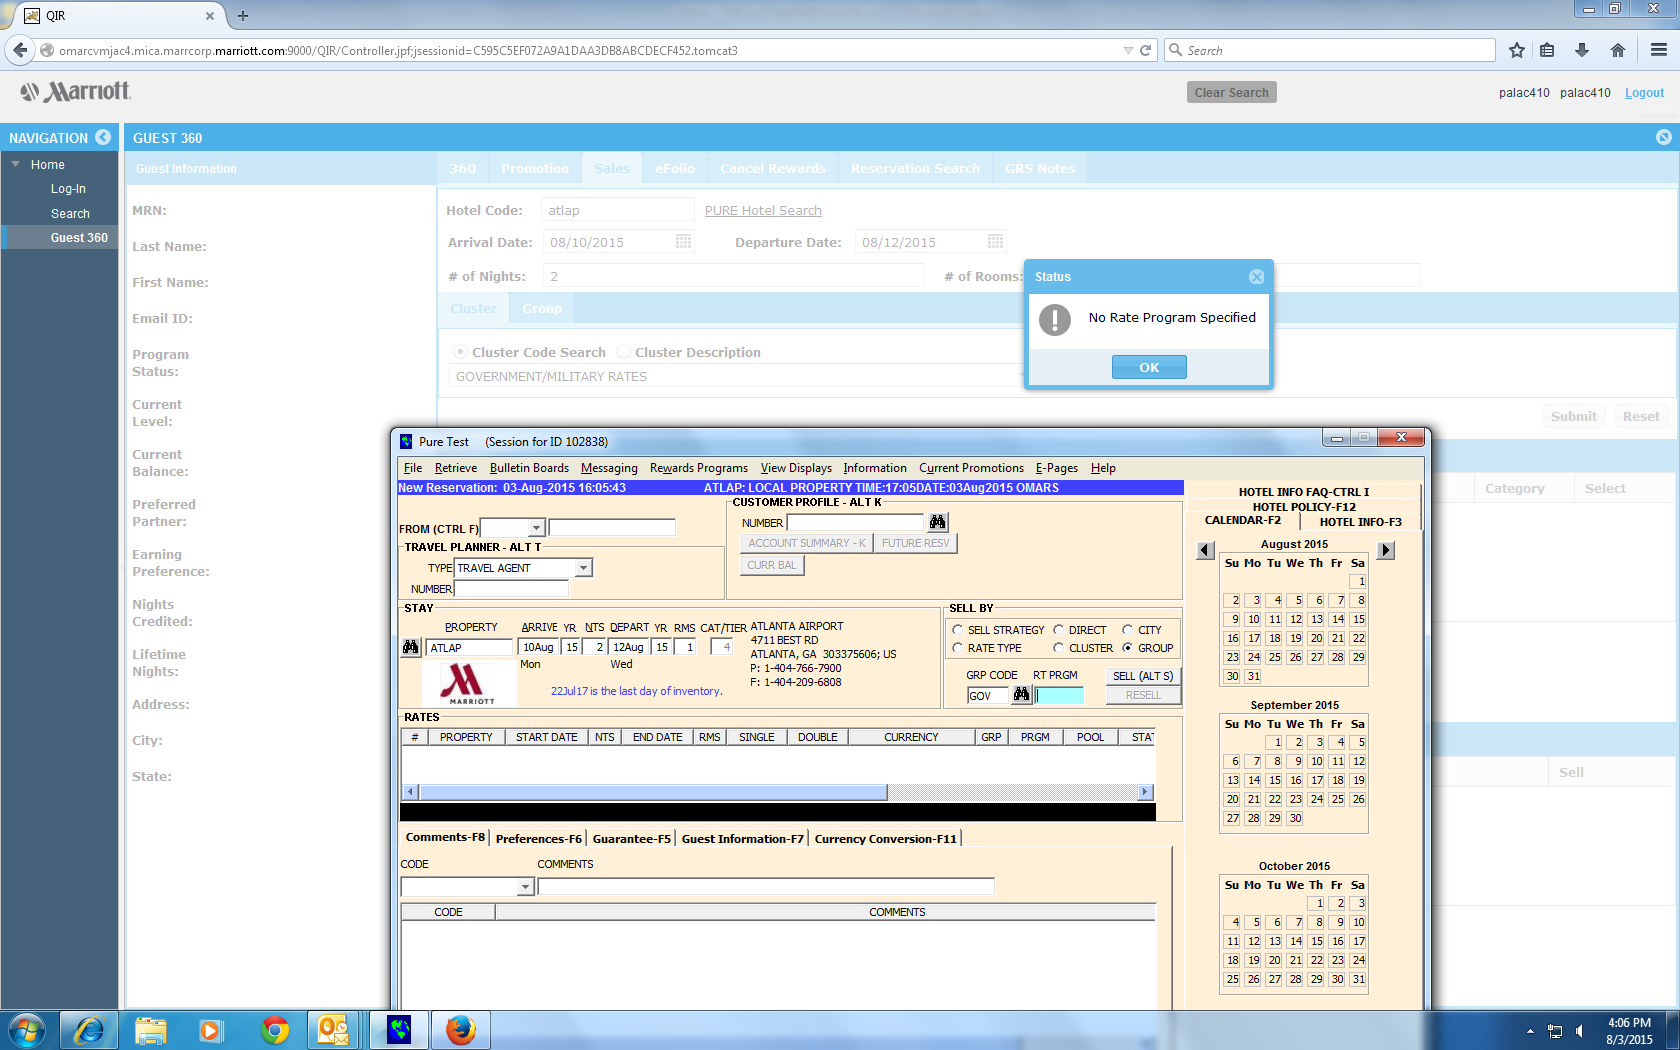 QIR
omarcvmjac4.mica.marrcorp.marriott.com:9000/QIR/Controller.jpf;jsessionid=C595C5EF072A9A1DAA3DB8ABCDECF452.tomcat3
Search
Marriott.
Clear Search
palac410 palac410 Logout
NAVIGATION
Home
Log-In
Search
Guest 360
GUEST 360
Guest Information
MRN:
Last Name:
First Name:
Email ID:
Program
Status:
Current
Level:
Current
Balance:
Preferred
Partner:
Earning
Preference:
Nights
Credited:
Lifetime
Nights:
Address:
City:
State:
360 Promotion Sales eFolio Cancel Rewards Reservation Search GRS Notes
Hotel Code: atlap PURE Hotel Search
Arrival Date: 08/10/2015 Departure Date: 08/12/2015
# of Nights: 2 # of Rooms:
Cluster Group
Cluster Code Search Cluster Description
GOVERNMENT/MILITARY RATES
Submit Reset
Category Select
Sell
Status
No Rate Program Specified
OK
Pure Test (Session for ID 102838)
File Retrieve Bulletin Boards Messaging Rewards Programs View Displays Information Current Promotions E-Pages Help
New Reservation: 03-Aug-2015 16:05:43 ATLAP: LOCAL PROPERTY TIME:17:05DATE:03Aug2015 OMARS
FROM (CTRL F)
TRAVEL PLANNER - ALT T
TYPE TRAVEL AGENT
NUMBER
CUSTOMER PROFILE - ALT K
NUMBER
ACCOUNT SUMMARY - K FUTURE RESV
CURR BAL
STAY
PROPERTY ARRIVE YR NTS DEPART YR RMS CAT/TIER
ATLAP 10Aug 15 2 12Aug 15 1 4
Mon Wed
MARRIOTT
22Jul17 is the last day of inventory.
ATLANTA AIRPORT
4711 BEST RD
ATLANTA, GA 303375606; US
P: 1-404-766-7900
F: 1-404-209-6808
SELL BY
SELL STRATEGY DIRECT CITY
RATE TYPE CLUSTER GROUP
GRP CODE RT PRGM SELL (ALT S)
GOV RESELL
RATES
# PROPERTY START DATE NTS END DATE RMS SINGLE DOUBLE CURRENCY GRP PRGM POOL STAT
Comments-F8 Preferences-F6 Guarantee-F5 Guest Information-F7 Currency Conversion-F11
CODE COMMENTS
CODE COMMENTS
HOTEL INFO FAQ-CTRL I
HOTEL POLICY-F12
CALENDAR-F2 HOTEL INFO-F3
August 2015
Su Mo Tu We Th Fr Sa
1
2 3 4 5 6 7 8
9 10 11 12 13 14 15
16 17 18 19 20 21 22
23 24 25 26 27 28 29
30 31
September 2015
Su Mo Tu We Th Fr Sa
1 2 3 4 5
6 7 8 9 10 11 12
13 14 15 16 17 18 19
20 21 22 23 24 25 26
27 28 29 30
October 2015
Su Mo Tu We Th Fr Sa
1 2 3
4 5 6 7 8 9 10
11 12 13 14 15 16 17
18 19 20 21 22 23 24
25 26 27 28 29 30 31
4:06 PM
8/3/2015